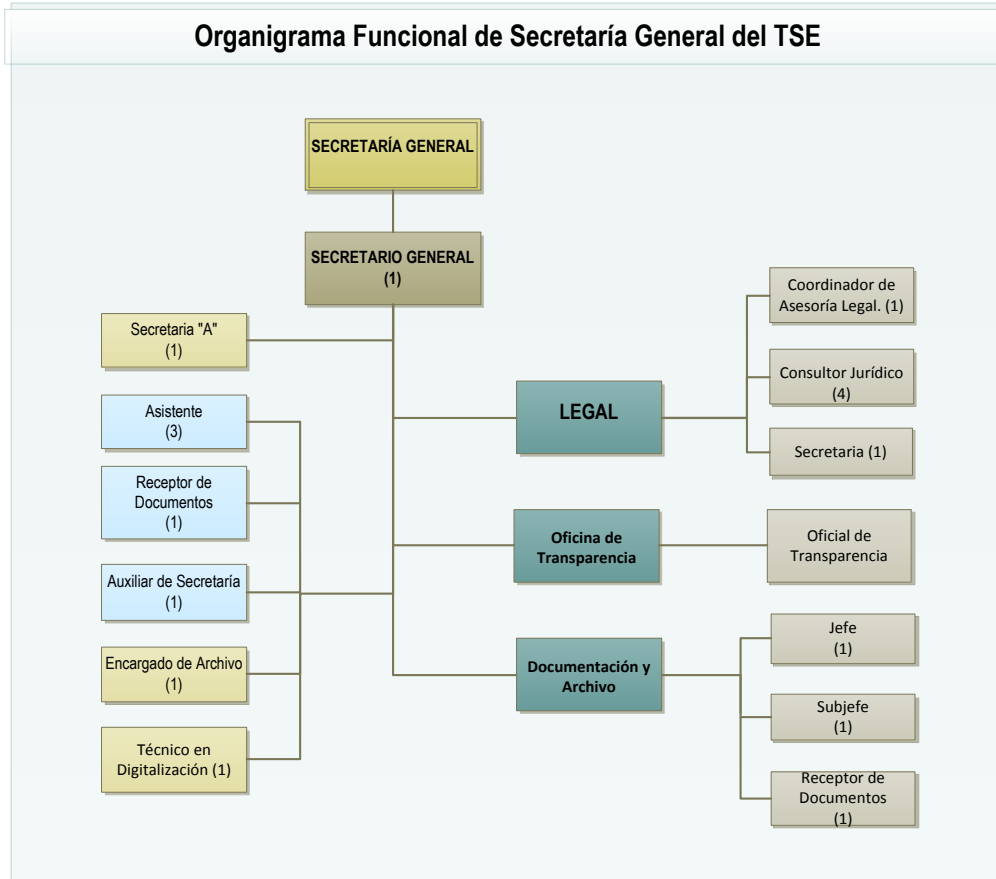 Organigrama Funcional de Secretaría General del TSE
SECRETARÍA GENERAL
SECRETARIO GENERAL
(1)
Secretaria "A"
(1)
Asistente
(3)
Receptor de
Documentos
(1)
Auxiliar de Secretaría
(1)
Encargado de Archivo
(1)
Técnico en
Digitalización (1)
LEGAL
Coordinador de
Asesoría Legal. (1)
Consultor Jurídico
(4)
Secretaria (1)
Oficina de
Transparencia
Oficial de
Transparencia
Documentación y
Archivo
Jefe
(1)
Subjefe
(1)
Receptor de
Documentos
(1)